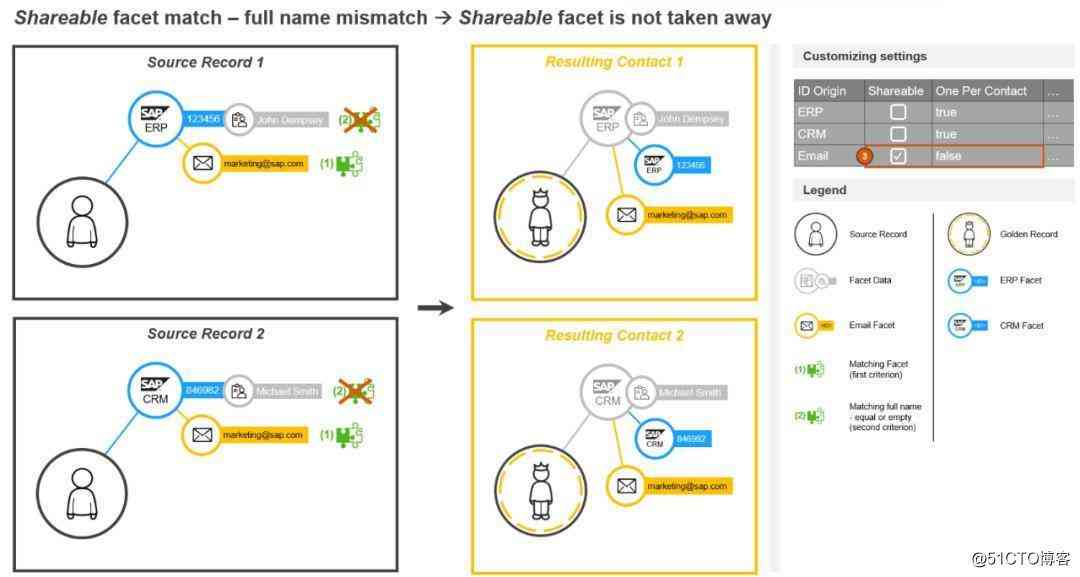 Shareable facet match – full name mismatch → Shareable facet is not taken away
Source Record 1
SAP
ERP
123456
John Dempsey
(2)
marketing@sap.com
(1)
Resulting Contact 1
SAP
ERP
John Dempsey
SAP
ERP
123456
marketing@sap.com
Source Record 2
SAP
CRM
846982
Michael Smith
(2)
marketing@sap.com
(1)
Resulting Contact 2
SAP
CRM
Michael Smith
SAP
CRM
846982
marketing@sap.com
Customizing settings
ID Origin Shareable One Per Contact ...
ERP true ...
CRM true ...
Email 3 false ...
Legend
Source Record
Golden Record
Facet Data
ERP Facet
Email Facet
CRM Facet
(1) Matching Facet
(first criterion)
(2) Matching full name
- equal or empty
(second criterion)
@51CTO博客